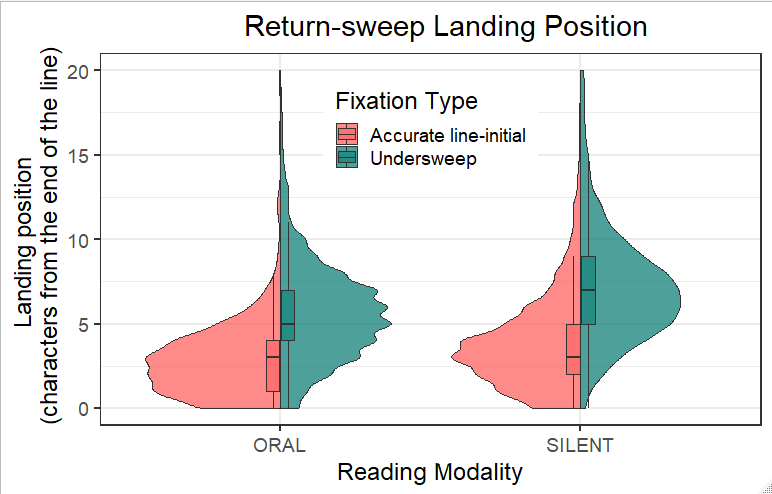 Return-sweep Landing Position
Landing position
(characters from the end of the line)
20
15
10
5
0
Fixation Type
Accurate line-initial
Undersweep
ORAL
SILENT
Reading Modality